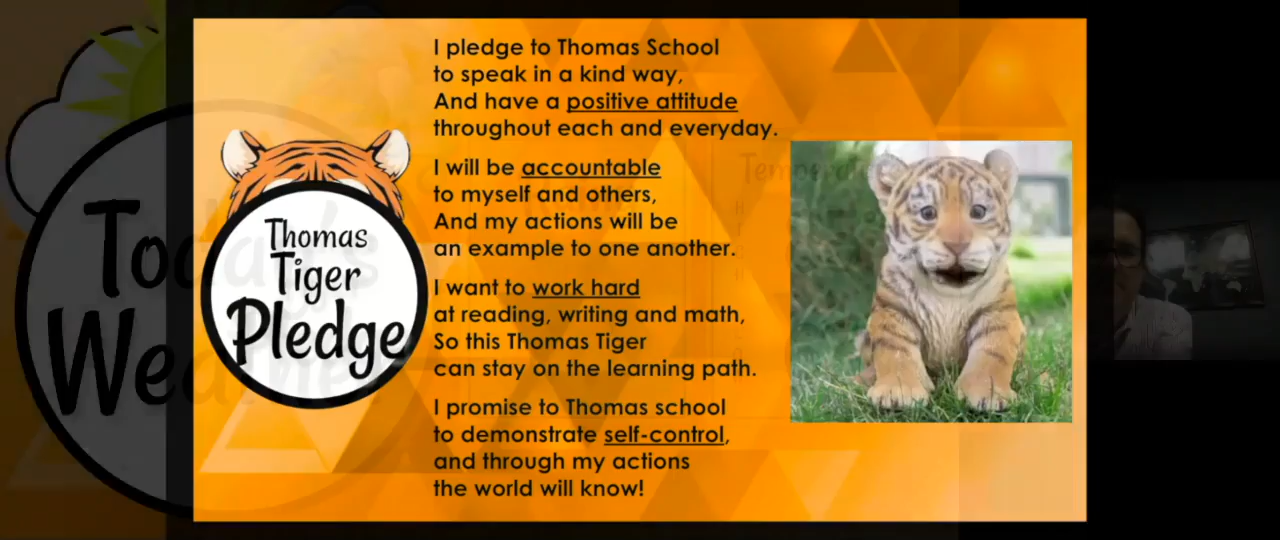 I pledge to Thomas School
to speak in a kind way,
And have a positive attitude
throughout each and everyday.
I will be accountable
to myself and others,
And my actions will be
an example to one another.
I want to work hard
at reading, writing and math,
So this Thomas Tiger
can stay on the learning path.
I promise to Thomas school
to demonstrate self-control,
and through my actions
the world will know!
Thomas
Tiger
Pledge
Today's
Weather